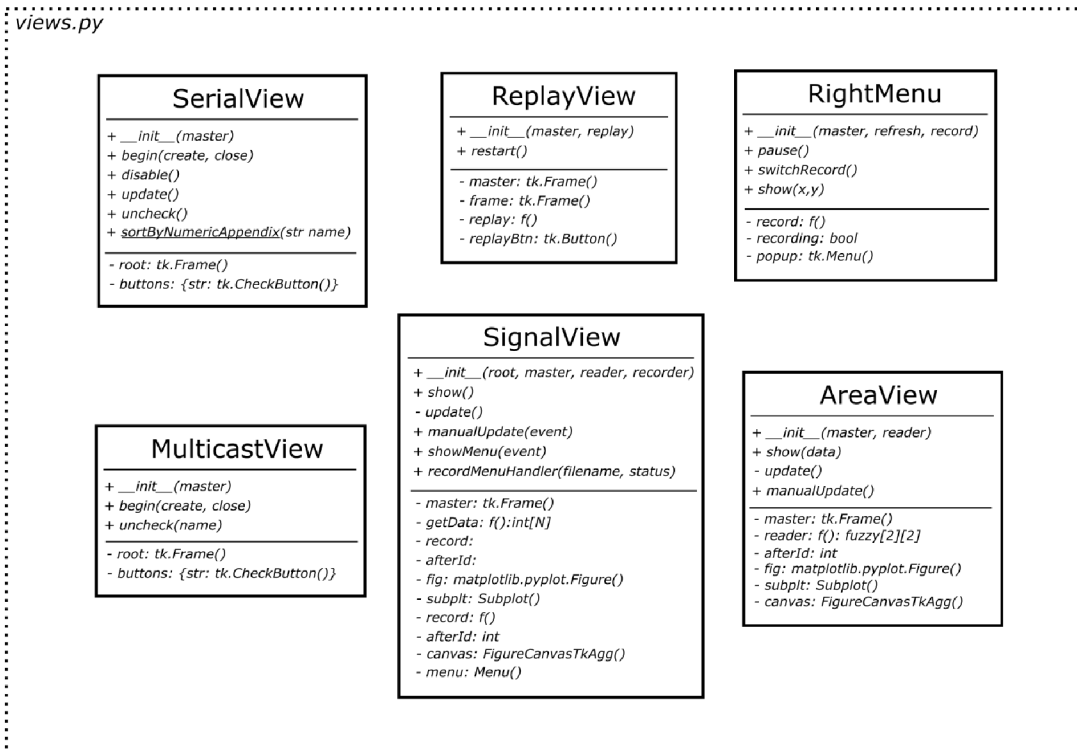 views.py
SerialView
+ __init__(master)
+ begin(create, close)
+ disable()
+ update()
+ uncheck()
+ sortByNumericAppendix(str name)
- root: tk.Frame()
- buttons: {str: tk.CheckButton()}
ReplayView
+ __init__(master, replay)
+ restart()
- master: tk.Frame()
- frame: tk.Frame()
- replay: f()
- replayBtn: tk.Button()
RightMenu
+ __init__(master, refresh, record)
+ pause()
+ switchRecord()
+ show(x,y)
- record: f()
- recording: bool
- popup: tk.Menu()
MulticastView
+ __init__(master)
+ begin(create, close)
+ uncheck(name)
- root: tk.Frame()
- buttons: {str: tk.CheckButton()}
SignalView
+ __init__(root, master, reader, recorder)
+ show()
- update()
+ manualUpdate(event)
+ showMenu(event)
+ recordMenuHandler(filename, status)
- master: tk.Frame()
- getData: f():int[N]
- record:
- afterId:
- fig: matplotlib.pyplot.Figure()
- subplt: Subplot()
- record: f()
- afterId: int
- canvas: FigureCanvasTkAgg()
- menu: Menu()
AreaView
+ __init__(master, reader)
+ show(data)
- update()
+ manualUpdate()
- master: tk.Frame()
- reader: f(): fuzzy[2][2]
- afterId: int
- fig: matplotlib.pyplot.Figure()
- subplt: Subplot()
- canvas: FigureCanvasTkAgg()